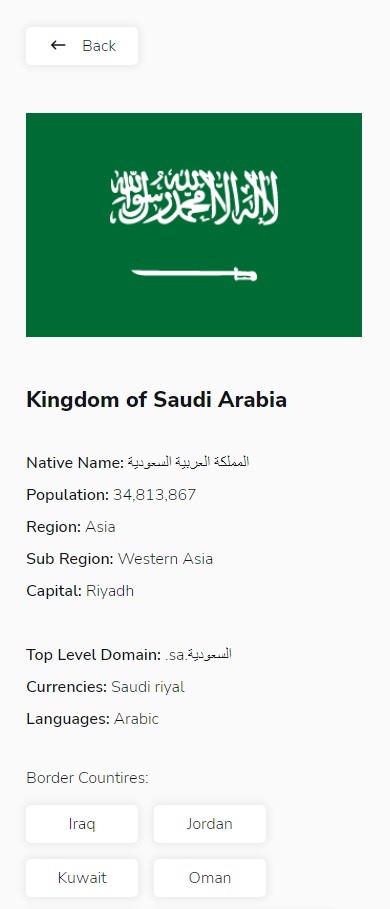 Back
لا إله إلا الله محمد رسول الله
Kingdom of Saudi Arabia
Native Name: المملكة العربية السعودية
Population: 34,813,867
Region: Asia
Sub Region: Western Asia
Capital: Riyadh
Top Level Domain: .sa.السعودية
Currencies: Saudi riyal
Languages: Arabic
Border Countires:
Iraq
Jordan
Kuwait
Oman